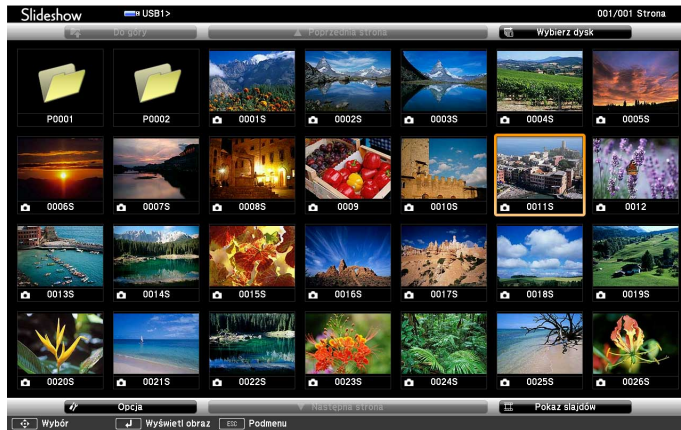 Slideshow USB1> 001/001 Strona
Do góry Poprzednia strona Wybierz dysk
P0001 P0002 0001S 0002S 0003S 0004S 0005S
0006S 0007S 0008S 0009 0010S 0011S 0012
0013S 0014S 0015S 0016S 0017S 0018S 0019S
0020S 0021S 0022S 0023S 0024S 0025S 0026S
Opcja Następna strona Pokaz slajdów
Wybór Wyświetl obraz ESC Podmenu